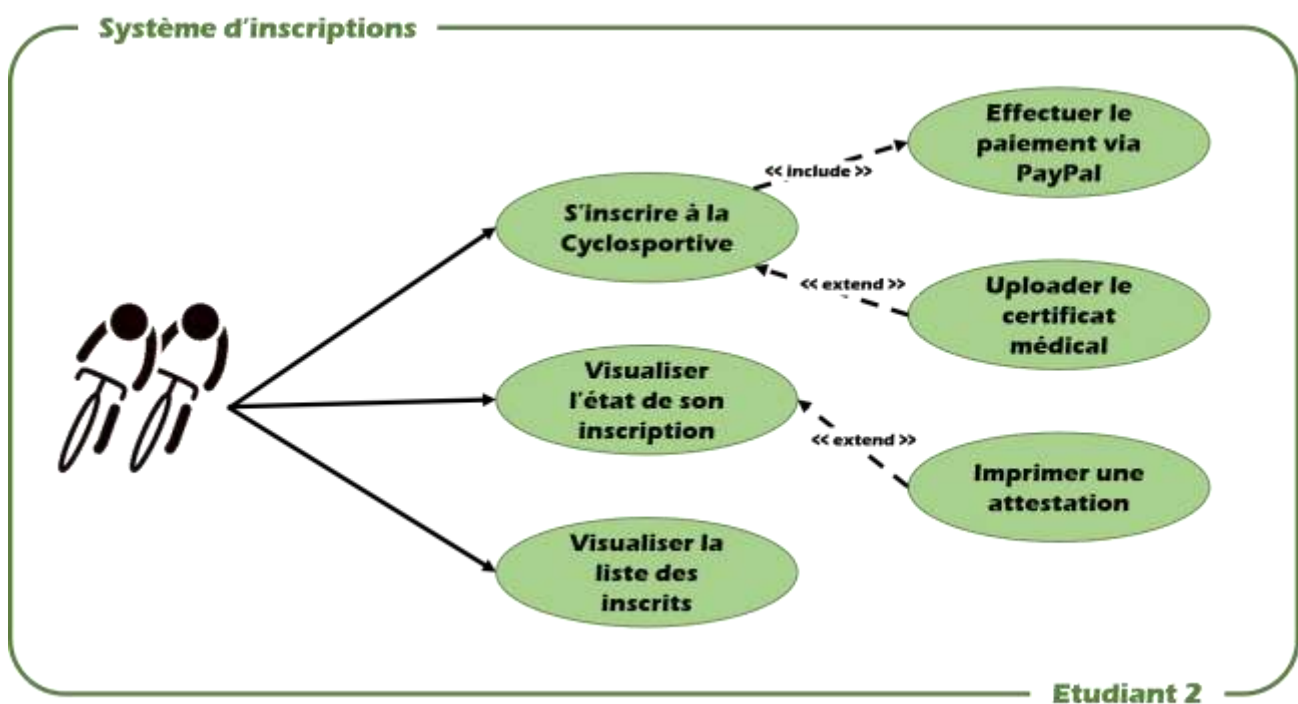 Système d'inscriptions
Effectuer le
paiement via
PayPal
<< include >>
S'inscrire à la
Cyclosportive
<< extend >>
Uploader le
certificat
médical
Visualiser
l'état de son
inscription
<< extend >>
Imprimer une
attestation
Visualiser la
liste des
inscrits
Etudiant 2